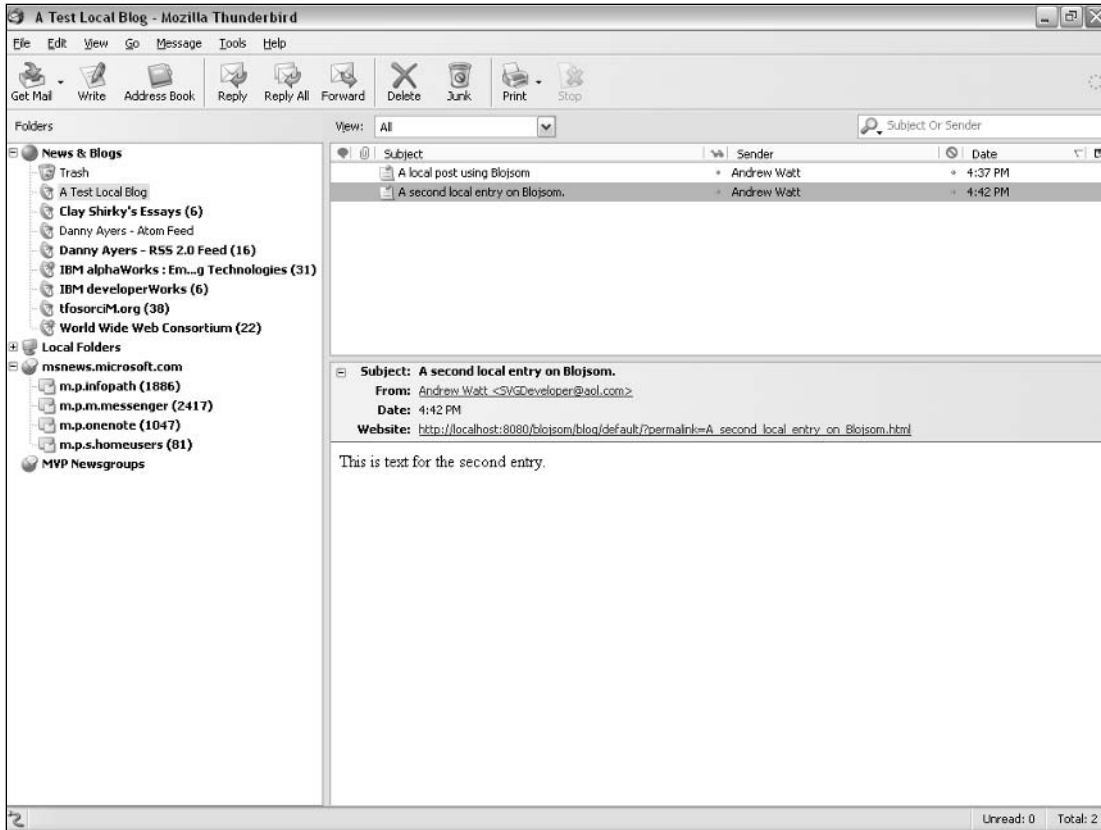 A Test Local Blog - Mozilla Thunderbird
File Edit View Go Message Tools Help
Get Mail Write Address Book Reply Reply All Forward Delete Junk Print Stop
Folders
View: All
Subject Or Sender
News & Blogs
Trash
A Test Local Blog
Clay Shirky's Essays (6)
Danny Ayers - Atom Feed
Danny Ayers - RSS 2.0 Feed (16)
IBM alphaWorks : Em...g Technologies (31)
IBM developerWorks (6)
tfosorciM.org (38)
World Wide Web Consortium (22)
Local Folders
msnews.microsoft.com
m.p.infopath (1886)
m.p.m.messenger (2417)
m.p.onenote (1047)
m.p.s.homeusers (81)
MVP Newsgroups
Subject Sender Date
A local post using Blojsom Andrew Watt 4:37 PM
A second local entry on Blojsom. Andrew Watt 4:42 PM
Subject: A second local entry on Blojsom.
From: Andrew Watt <SVGDeveloper@aol.com>
Date: 4:42 PM
Website: http://localhost:8080/blojsom/blog/default/?permalink=A_second_local_entry_on_Blojsom.html
This is text for the second entry.
Unread: 0 Total: 2